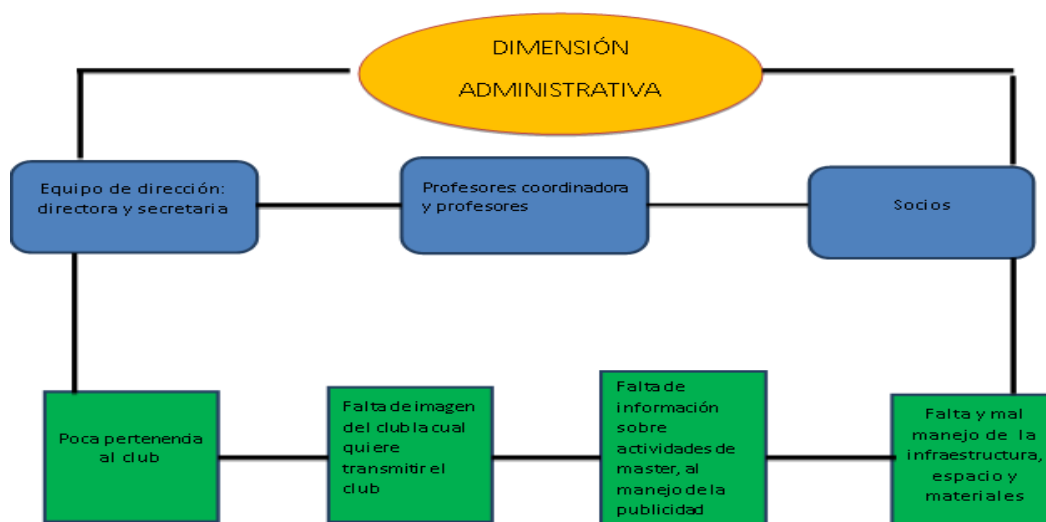 DIMENSIÓN
ADMINISTRATIVA
Equipo de dirección:
directora y secretaria
Profesores: coordinadora
y profesores
Socios
Poca pertenencia
al club
Falta de imagen
del club la cual
quiere
transmitir el
club
Falta de
información
sobre
actividades de
master, al
manejo de la
publicidad
Falta y mal
manejo de la
infraestructura,
espacio y
materiales